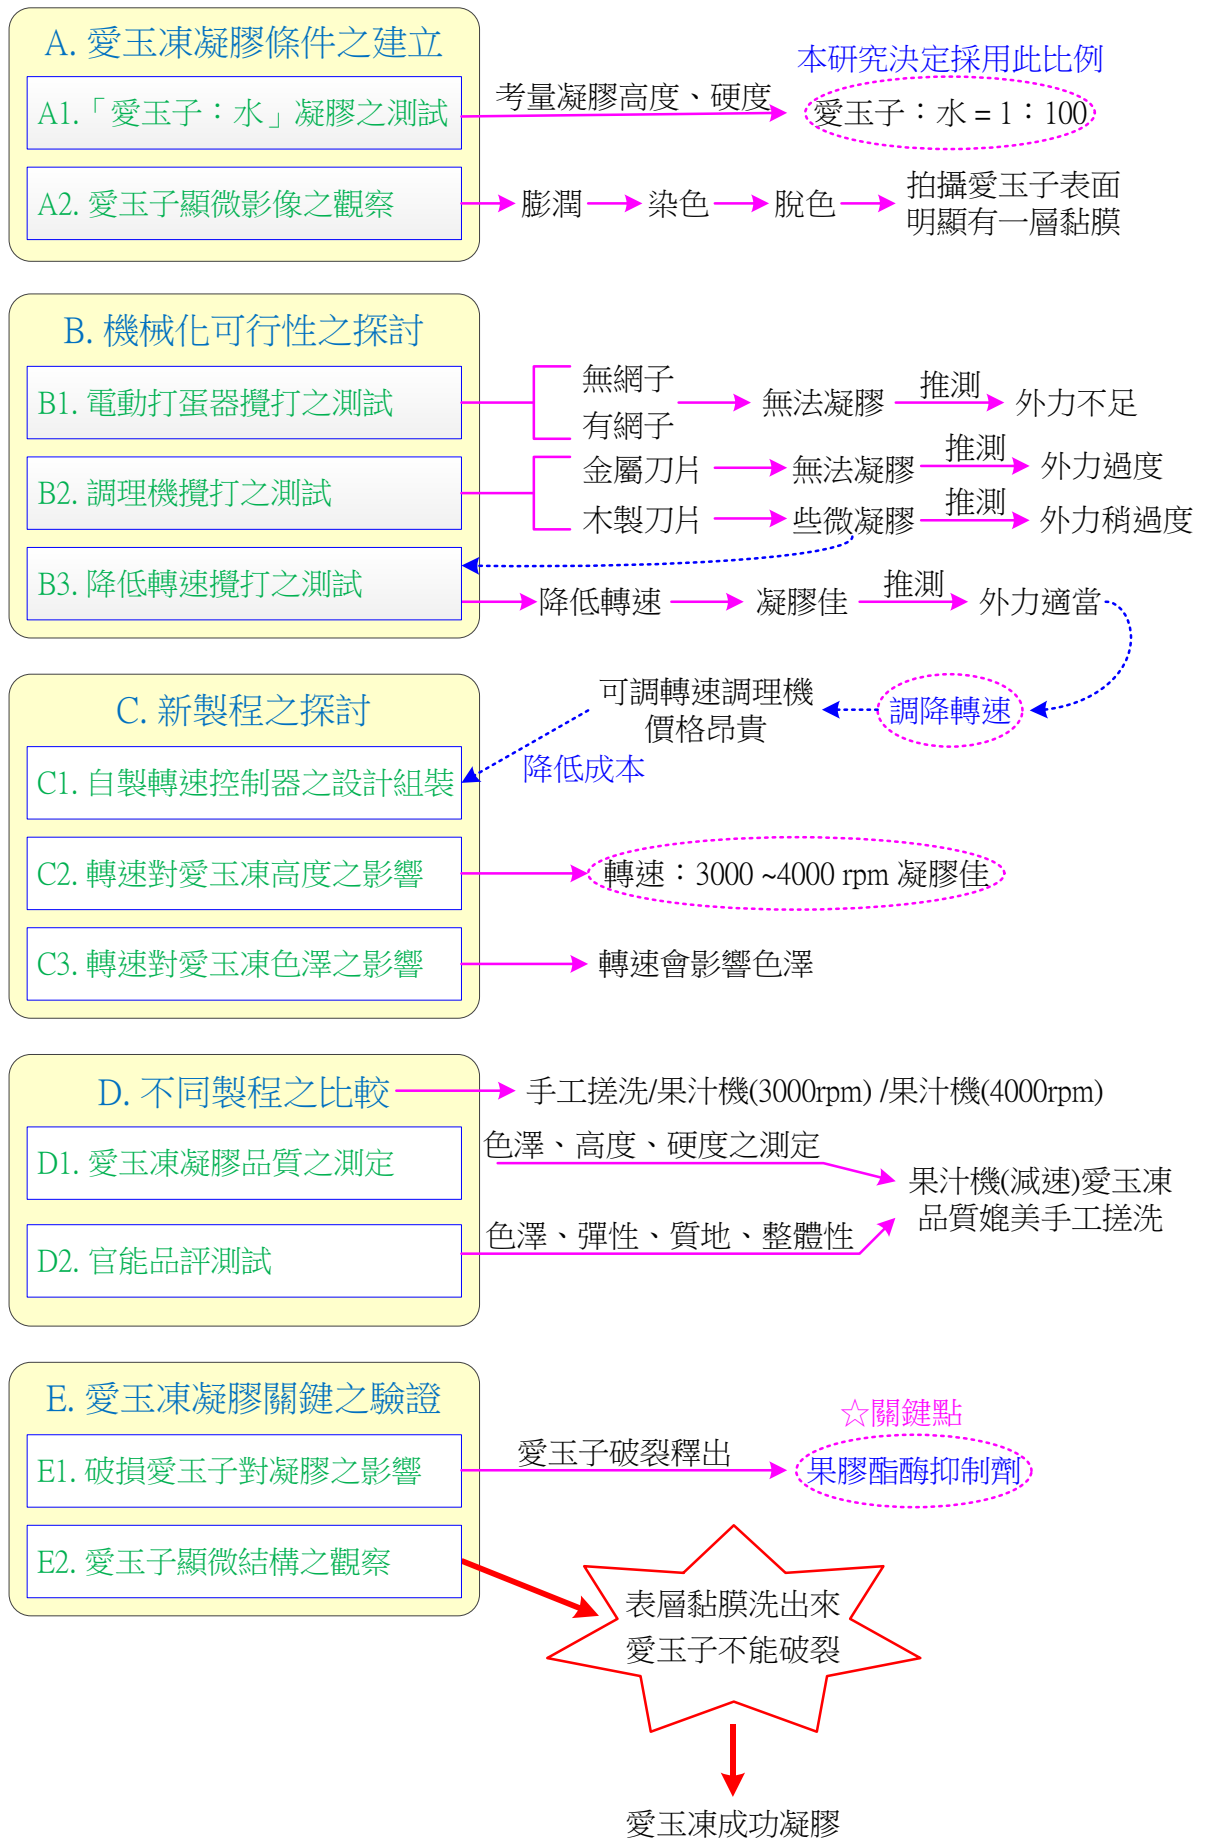 A. 愛玉凍凝膠條件之建立
本研究決定採用此比例
A1.「愛玉子：水」凝膠之測試
考量凝膠高度、硬度
愛玉子：水 = 1：100
A2. 愛玉子顯微影像之觀察
膨潤
染色
脫色
拍攝愛玉子表面
明顯有一層黏膜
B. 機械化可行性之探討
B1. 電動打蛋器攪打之測試
無網子
有網子
無法凝膠
推測
外力不足
B2. 調理機攪打之測試
金屬刀片
無法凝膠
推測
外力過度
木製刀片
些微凝膠
推測
外力稍過度
B3. 降低轉速攪打之測試
降低轉速
凝膠佳
推測
外力適當
C. 新製程之探討
可調轉速調理機
價格昂貴
調降轉速
降低成本
C1. 自製轉速控制器之設計組裝
C2. 轉速對愛玉凍高度之影響
轉速：3000 ~4000 rpm 凝膠佳
C3. 轉速對愛玉凍色澤之影響
轉速會影響色澤
D. 不同製程之比較
手工搓洗/果汁機(3000rpm) /果汁機(4000rpm)
D1. 愛玉凍凝膠品質之測定
色澤、高度、硬度之測定
果汁機(減速)愛玉凍
品質媲美手工搓洗
D2. 官能品評測試
色澤、彈性、質地、整體性
E. 愛玉凍凝膠關鍵之驗證
☆關鍵點
E1. 破損愛玉子對凝膠之影響
愛玉子破裂釋出
果膠酯酶抑制劑
E2. 愛玉子顯微結構之觀察
表層黏膜洗出來
愛玉子不能破裂
愛玉凍成功凝膠